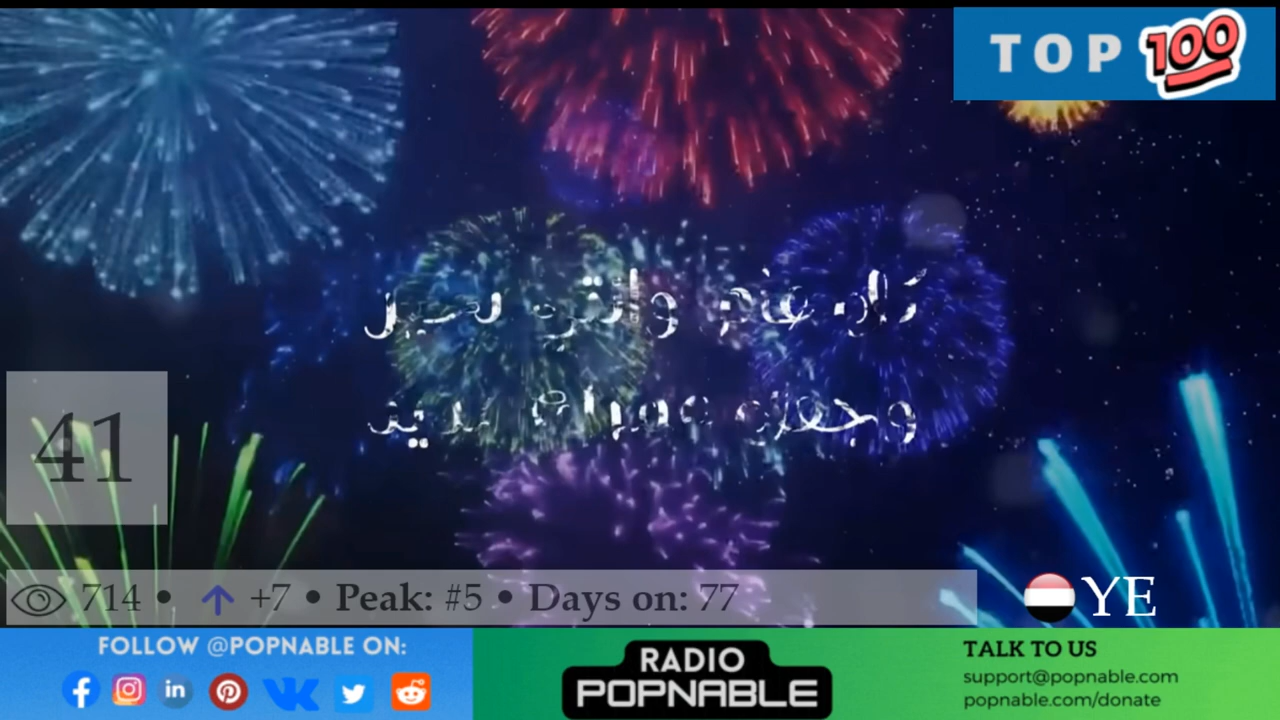 TOP 100
41
714 • ↑ +7 • Peak: #5 • Days on: 77
YE
FOLLOW @POPNABLE ON:
RADIO
POPNABLE
TALK TO US
support@popnable.com
popnable.com/donate